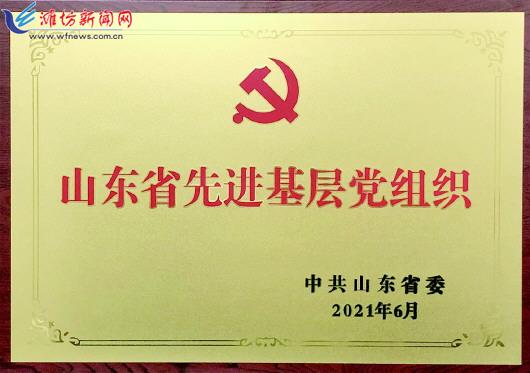 潍坊新闻网
www.wfnews.com.cn
山东省先进基层党组织
中共山东省委
2021年6月